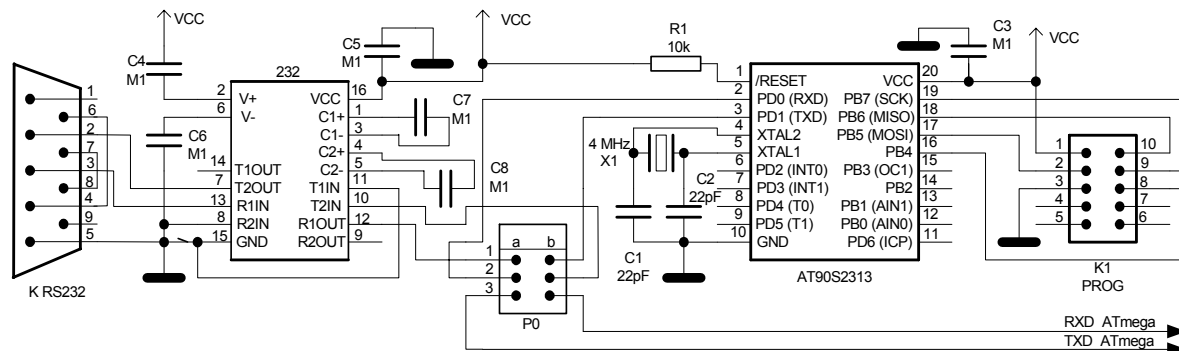 VCC
C4
M1
C5
M1
232
2 V+
6 V-
14 T1OUT
7 T2OUT
13 R1IN
8 R2IN
15 GND
VCC 16
C1+ 1
C1- 3
C2+ 4
C2- 5
T1IN 11
T2IN 10
R1OUT 12
R2OUT 9
C6
M1
C7
M1
C8
M1
1
6
2
7
3
8
4
9
5
K RS232
VCC
R1
10k
4 MHz
X1
C2
22pF
C1
22pF
a b
1
2
3
P0
1 /RESET
2 PD0 (RXD)
3 PD1 (TXD)
4 XTAL2
5 XTAL1
6 PD2 (INT0)
7 PD3 (INT1)
8 PD4 (T0)
9 PD5 (T1)
10 GND
VCC 20
PB7 (SCK) 19
PB6 (MISO) 18
PB5 (MOSI) 17
PB4 16
PB3 (OC1) 15
PB2 14
PB1 (AIN1) 13
PB0 (AIN0) 12
PD6 (ICP) 11
AT90S2313
C3
M1
VCC
1 10
2 9
3 8
4 7
5 6
K1
PROG
RXD ATmega
TXD ATmega